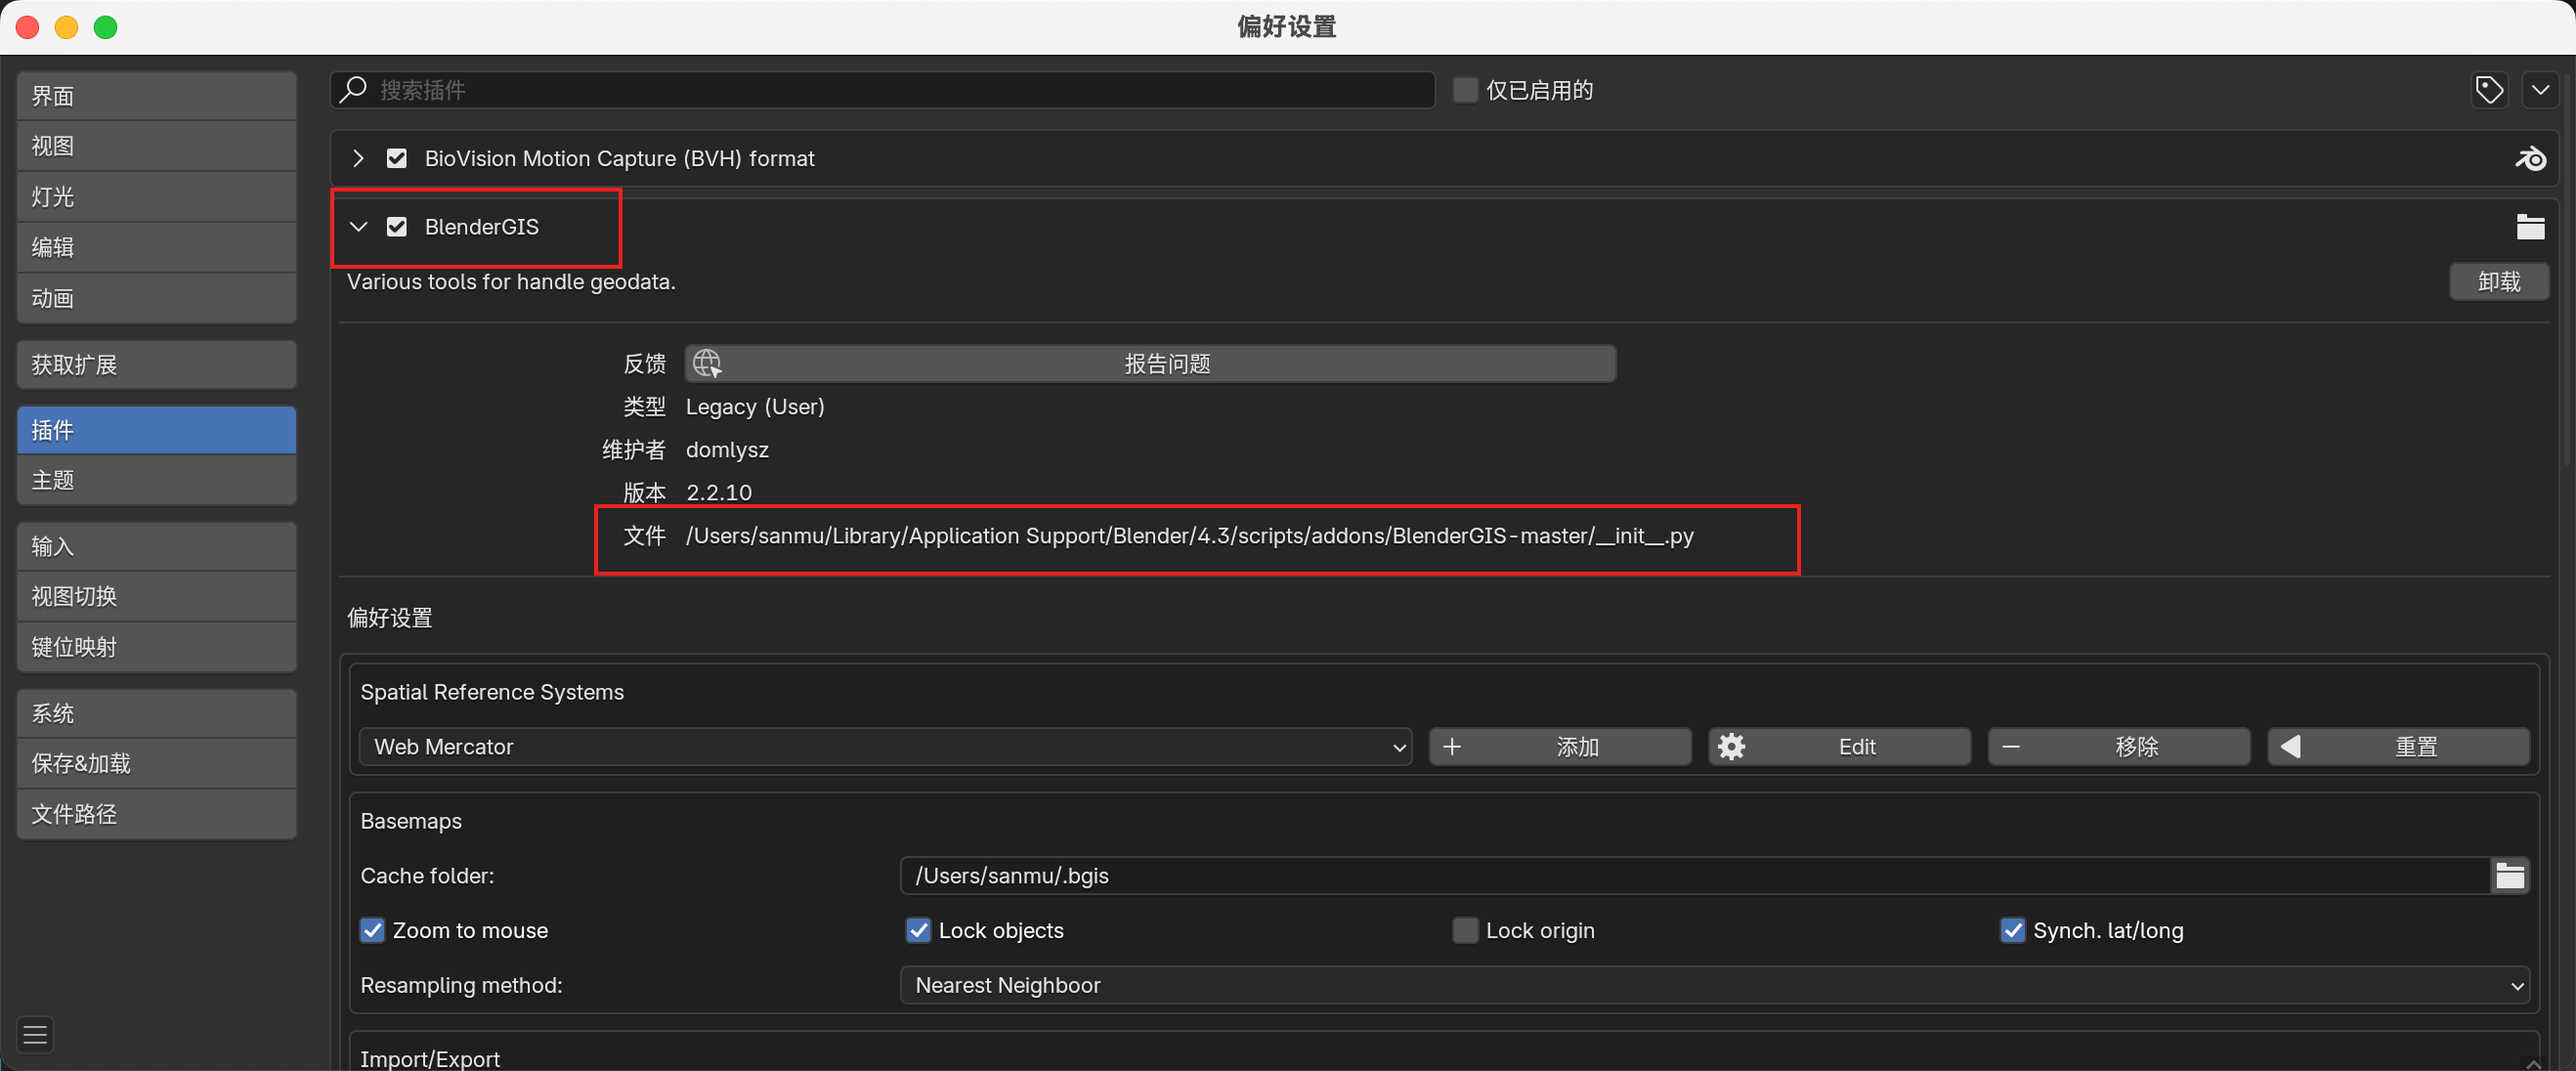 偏好设置
界面
视图
灯光
编辑
动画
获取扩展
插件
主题
输入
视图切换
键位映射
系统
保存&加载
文件路径
搜索插件
仅已启用的
BioVision Motion Capture (BVH) format
BlenderGIS
Various tools for handle geodata.
卸载
反馈 报告问题
类型 Legacy (User)
维护者 domlysz
版本 2.2.10
文件 /Users/sanmu/Library/Application Support/Blender/4.3/scripts/addons/BlenderGIS-master/__init__.py
偏好设置
Spatial Reference Systems
Web Mercator 添加 Edit 移除 重置
Basemaps
Cache folder: /Users/sanmu/.bgis
Zoom to mouse Lock objects Lock origin Synch. lat/long
Resampling method: Nearest Neighboor
Import/Export